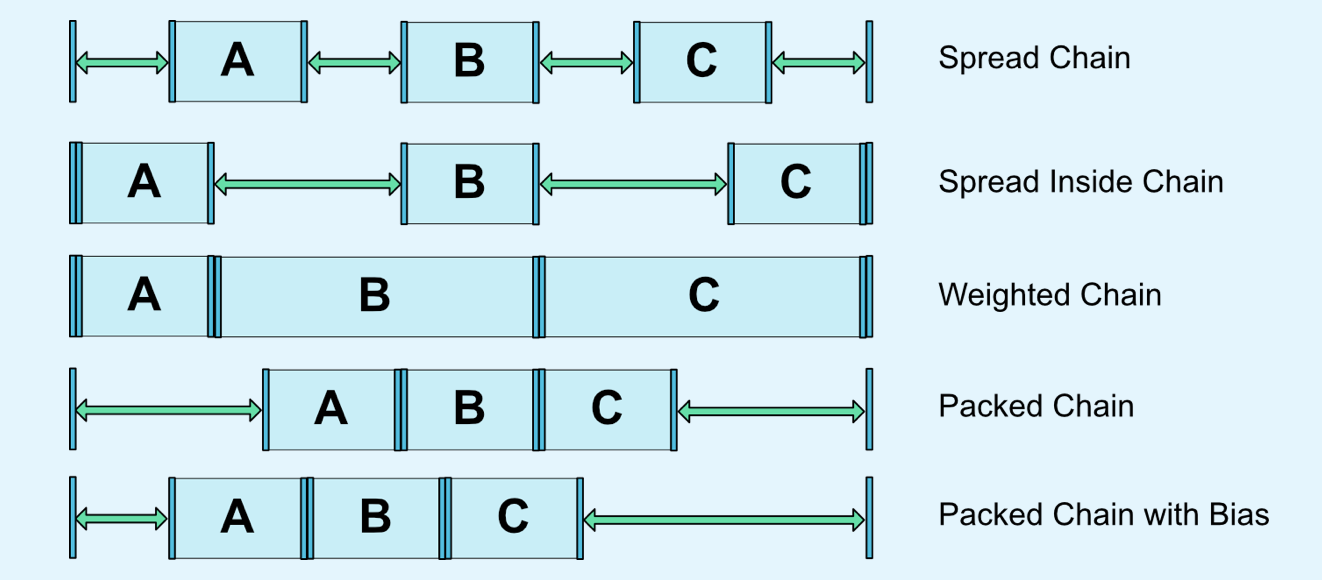 A B C Spread Chain
A B C Spread Inside Chain
A B C Weighted Chain
A B C Packed Chain
A B C Packed Chain with Bias